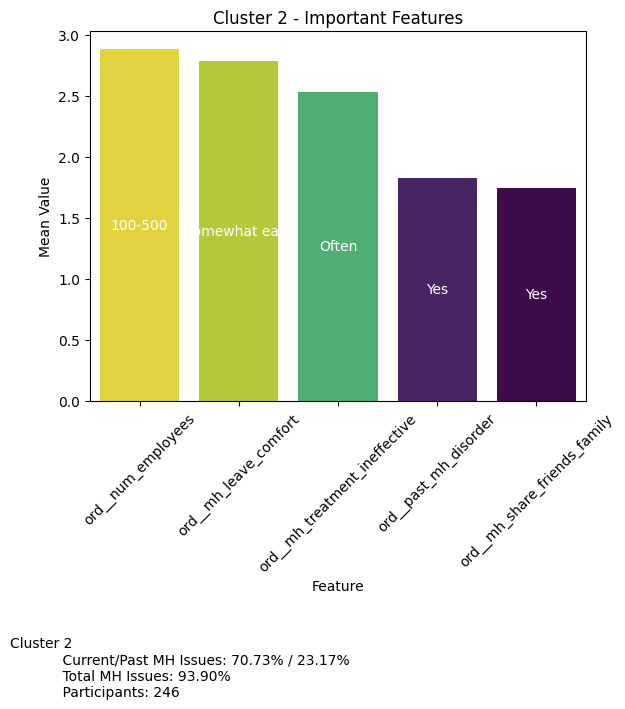 Cluster 2 - Important Features
3.0
2.5
2.0
1.5
1.0
0.5
0.0
Mean Value
100-500
omewhat ea
Often
Yes
Yes
ord__num_employees
ord__mh_leave_comfort
ord__mh_treatment_ineffective
ord__past_mh_disorder
ord__mh_share_friends_family
Feature
Cluster 2
Current/Past MH Issues: 70.73% / 23.17%
Total MH Issues: 93.90%
Participants: 246